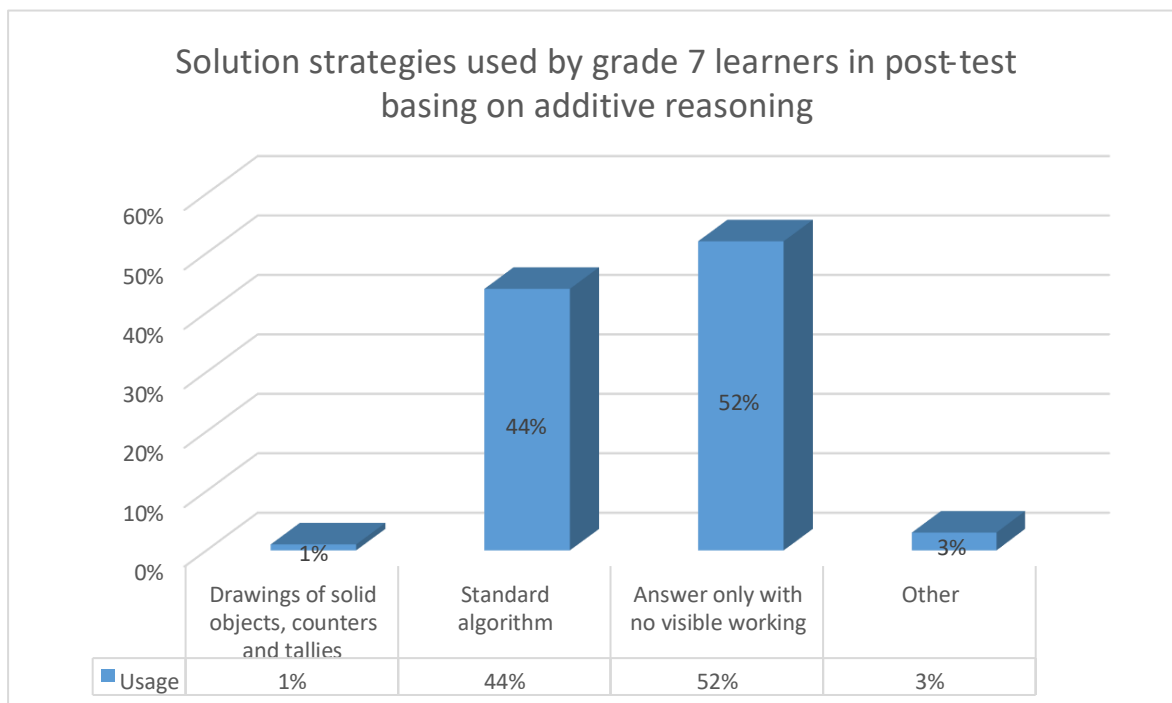 Solution strategies used by grade 7 learners in post-test
basing on additive reasoning
60%
50%
40%
30%
20%
10%
0%
1%
44%
52%
3%
Drawings of solid
objects, counters
and tallies
Standard
algorithm
Answer only with
no visible working
Other
Usage 1% 44% 52% 3%